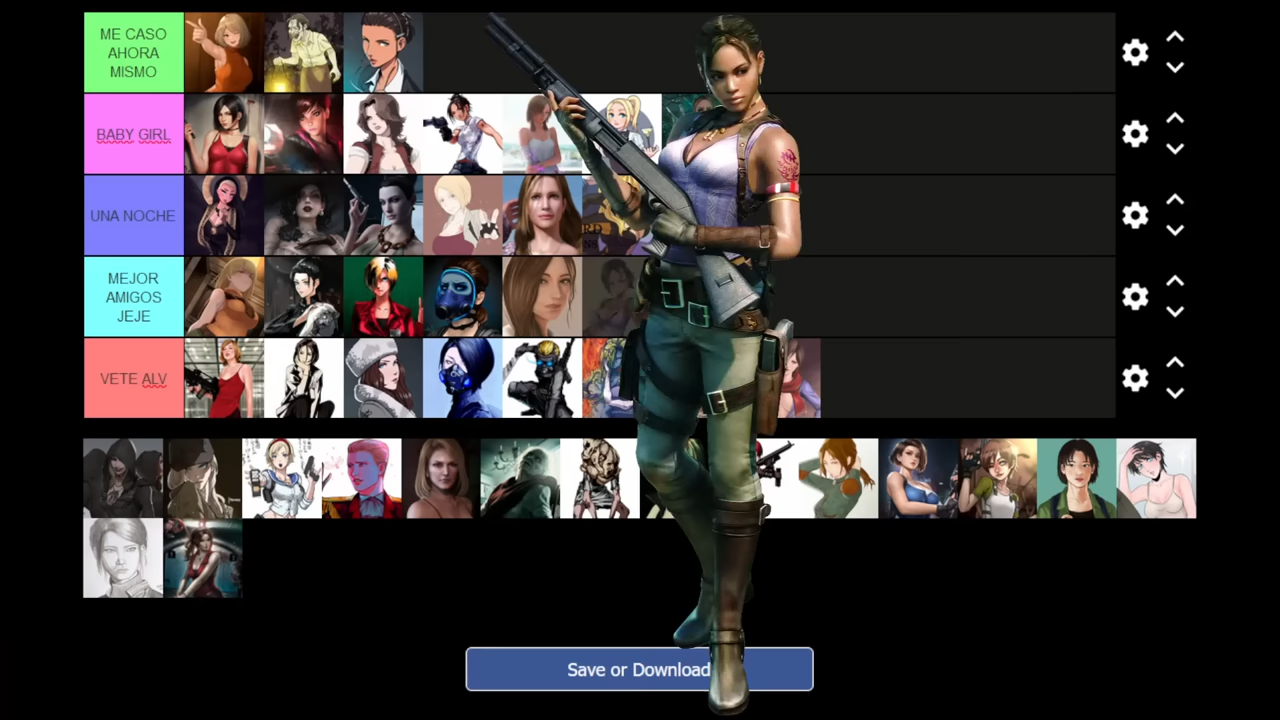 ME CASO
AHORA
MISMO
BABY GIRL
UNA NOCHE
MEJOR
AMIGOS
JEJE
VETE ALV
Save or Download